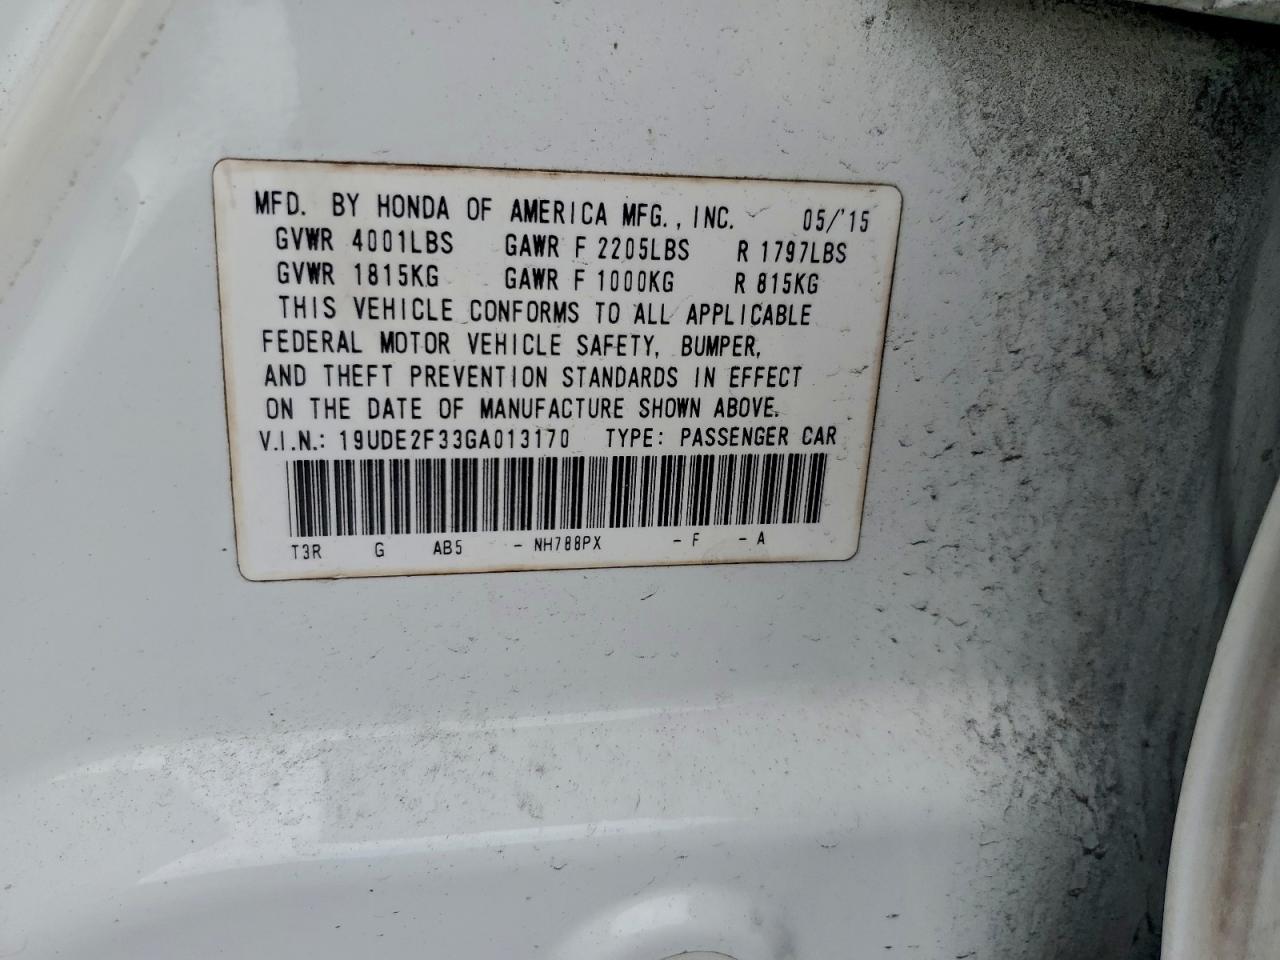 MFD. BY HONDA OF AMERICA MFG., INC. 05/'15
GVWR 4001LBS GAWR F 2205LBS R 1797LBS
GVWR 1815KG GAWR F 1000KG R 815KG
THIS VEHICLE CONFORMS TO ALL APPLICABLE
FEDERAL MOTOR VEHICLE SAFETY, BUMPER,
AND THEFT PREVENTION STANDARDS IN EFFECT
ON THE DATE OF MANUFACTURE SHOWN ABOVE.
V.I.N.: 19UDE2F33GA013170 TYPE: PASSENGER CAR
T3R G AB5 - NH788PX - F - A